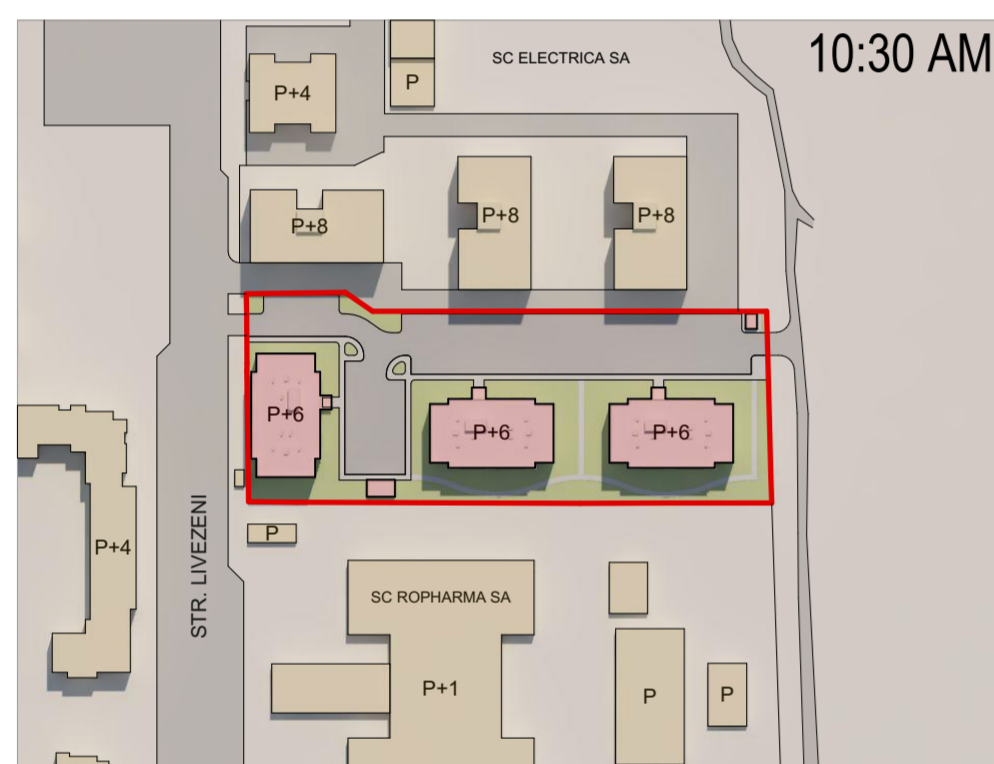 10:30 AM
SC ELECTRICA SA
P
P+4
P+8
P+8
P+8
P+6
P+6
P+6
STR. LIVEZENI
P
P+4
SC ROPHARMA SA
P+1
P
P